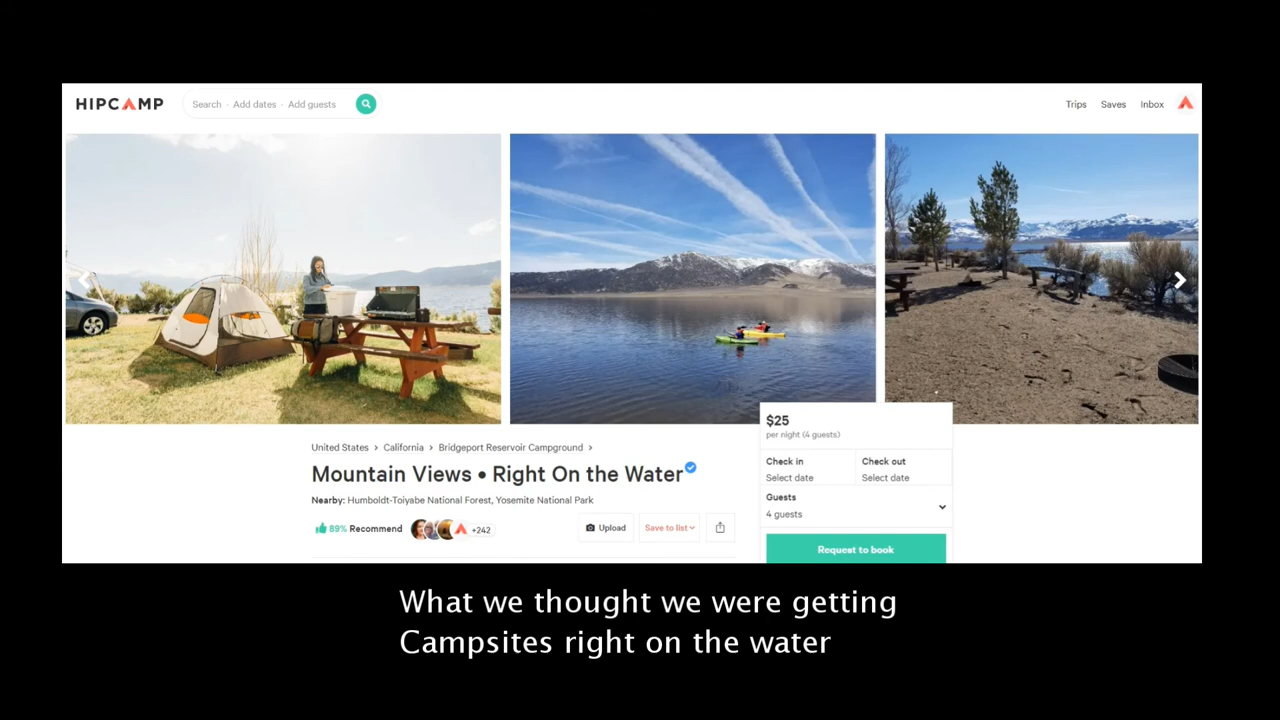 HIPCAMP
Search · Add dates · Add guests
Trips Saves Inbox
$25
per night (4 guests)
Check in Check out
Select date Select date
Guests
4 guests
Request to book
United States > California > Bridgeport Reservoir Campground >
Mountain Views • Right On the Water
Nearby: Humboldt-Toiyabe National Forest, Yosemite National Park
89% Recommend +242
Upload Save to list
What we thought we were getting
Campsites right on the water